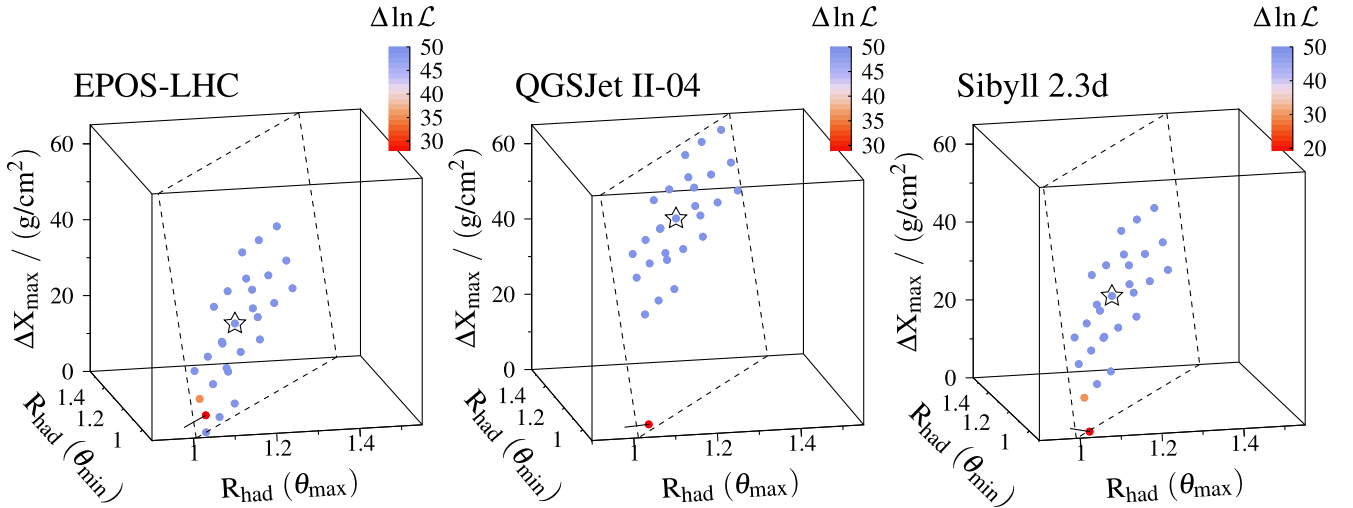 Δ ln ℒ
50
45
40
35
30
EPOS-LHC
60
40
20
0
ΔXmax / (g/cm²)
1.4
1.2
1
Rhad (θmin)
1
1.2
1.4
Rhad (θmax)
Δ ln ℒ
50
45
40
35
30
QGSJet II-04
60
40
20
0
ΔXmax / (g/cm²)
1.4
1.2
1
Rhad (θmin)
1
1.2
1.4
Rhad (θmax)
Δ ln ℒ
50
40
30
20
Sibyll 2.3d
60
40
20
0
ΔXmax / (g/cm²)
1.4
1.2
1
Rhad (θmin)
1
1.2
1.4
Rhad (θmax)